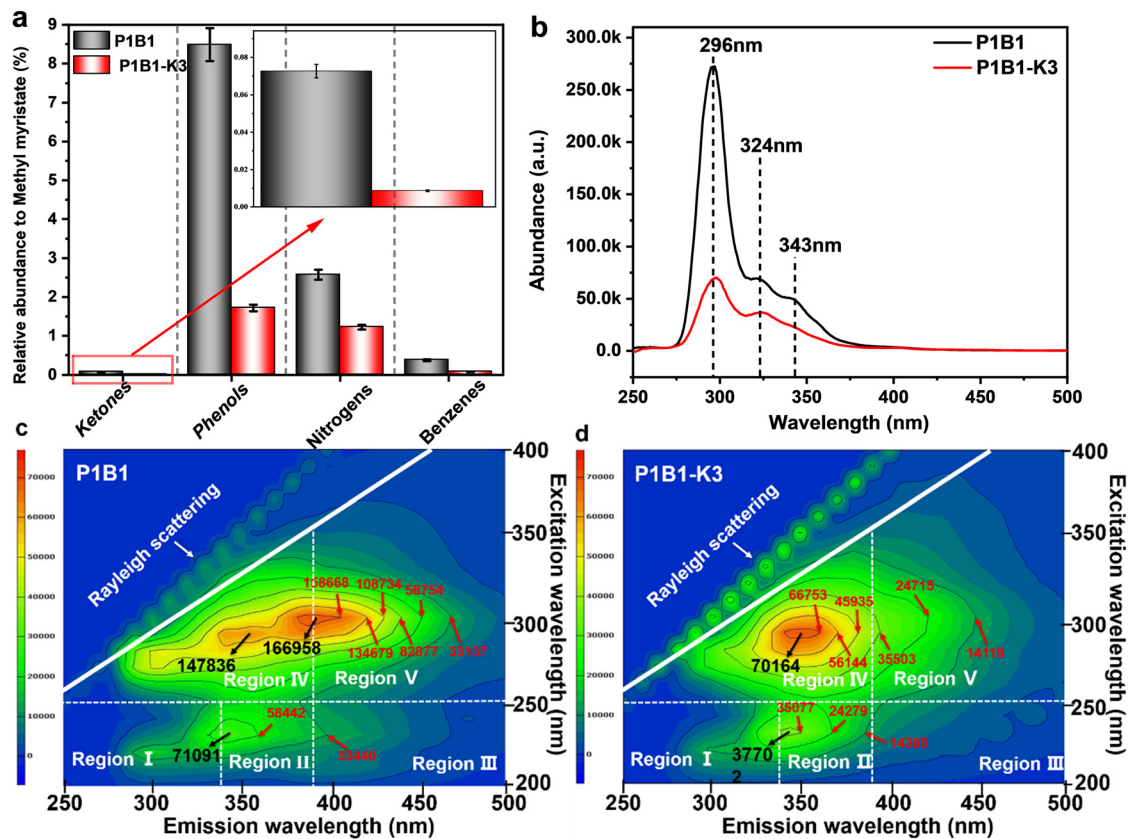 a
Relative abundance to Methyl myristate (%)
9
8
7
6
5
4
3
2
1
0
P1B1
P1B1-K3
0.08
0.06
0.04
0.02
0.00
Ketones
Phenols
Nitrogens
Benzenes
b
Abundance (a.u.)
300.0k
250.0k
200.0k
150.0k
100.0k
50.0k
0.0
296nm
324nm
343nm
P1B1
P1B1-K3
250 300 350 400 450 500
Wavelength (nm)
c
70000
60000
50000
40000
30000
20000
10000
0
P1B1
Rayleigh scattering
158668 108734 58754
147836 166958 134679 82877 33137
Region IV
Region V
58442
71091
33440
Region I
Region II
Region III
400
350
300
250
200
Excitation wavelength (nm)
250 300 350 400 450 500
Emission wavelength (nm)
d
70000
60000
50000
40000
30000
20000
10000
0
P1B1-K3
Rayleigh scattering
66753 45935 24715
70164 56144 35503 14118
Region IV
Region V
35077 24279
3770
2
14365
Region I
Region II
Region III
400
350
300
250
200
Excitation wavelength (nm)
250 300 350 400 450 500
Emission wavelength (nm)